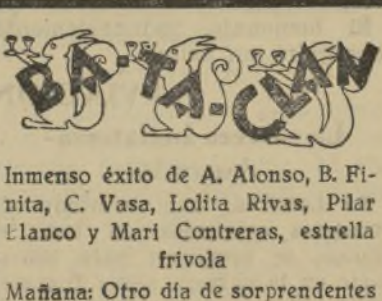 BA-TA-CLAN
Inmenso éxito de A. Alonso, B. Fi-
nita, C. Vasa, Lolita Rivas, Pilar
Blanco y Mari Contreras, estrella
frivola
Mañana: Otro día de sorprendentes